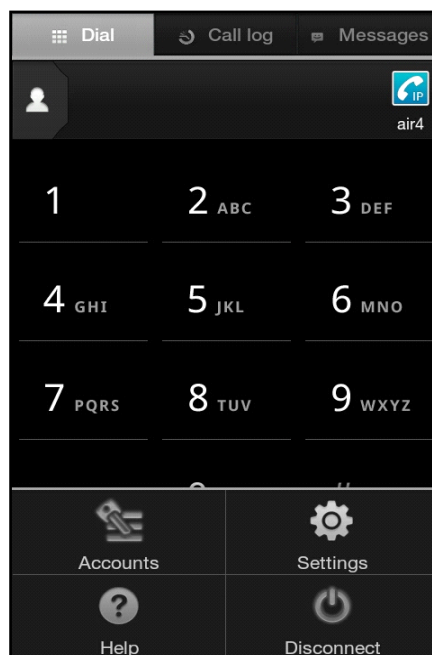 Dial Call log Messages
IP
air4
1 2 ABC 3 DEF
4 GHI 5 JKL 6 MNO
7 PQRS 8 TUV 9 WXYZ
Accounts Settings
Help Disconnect